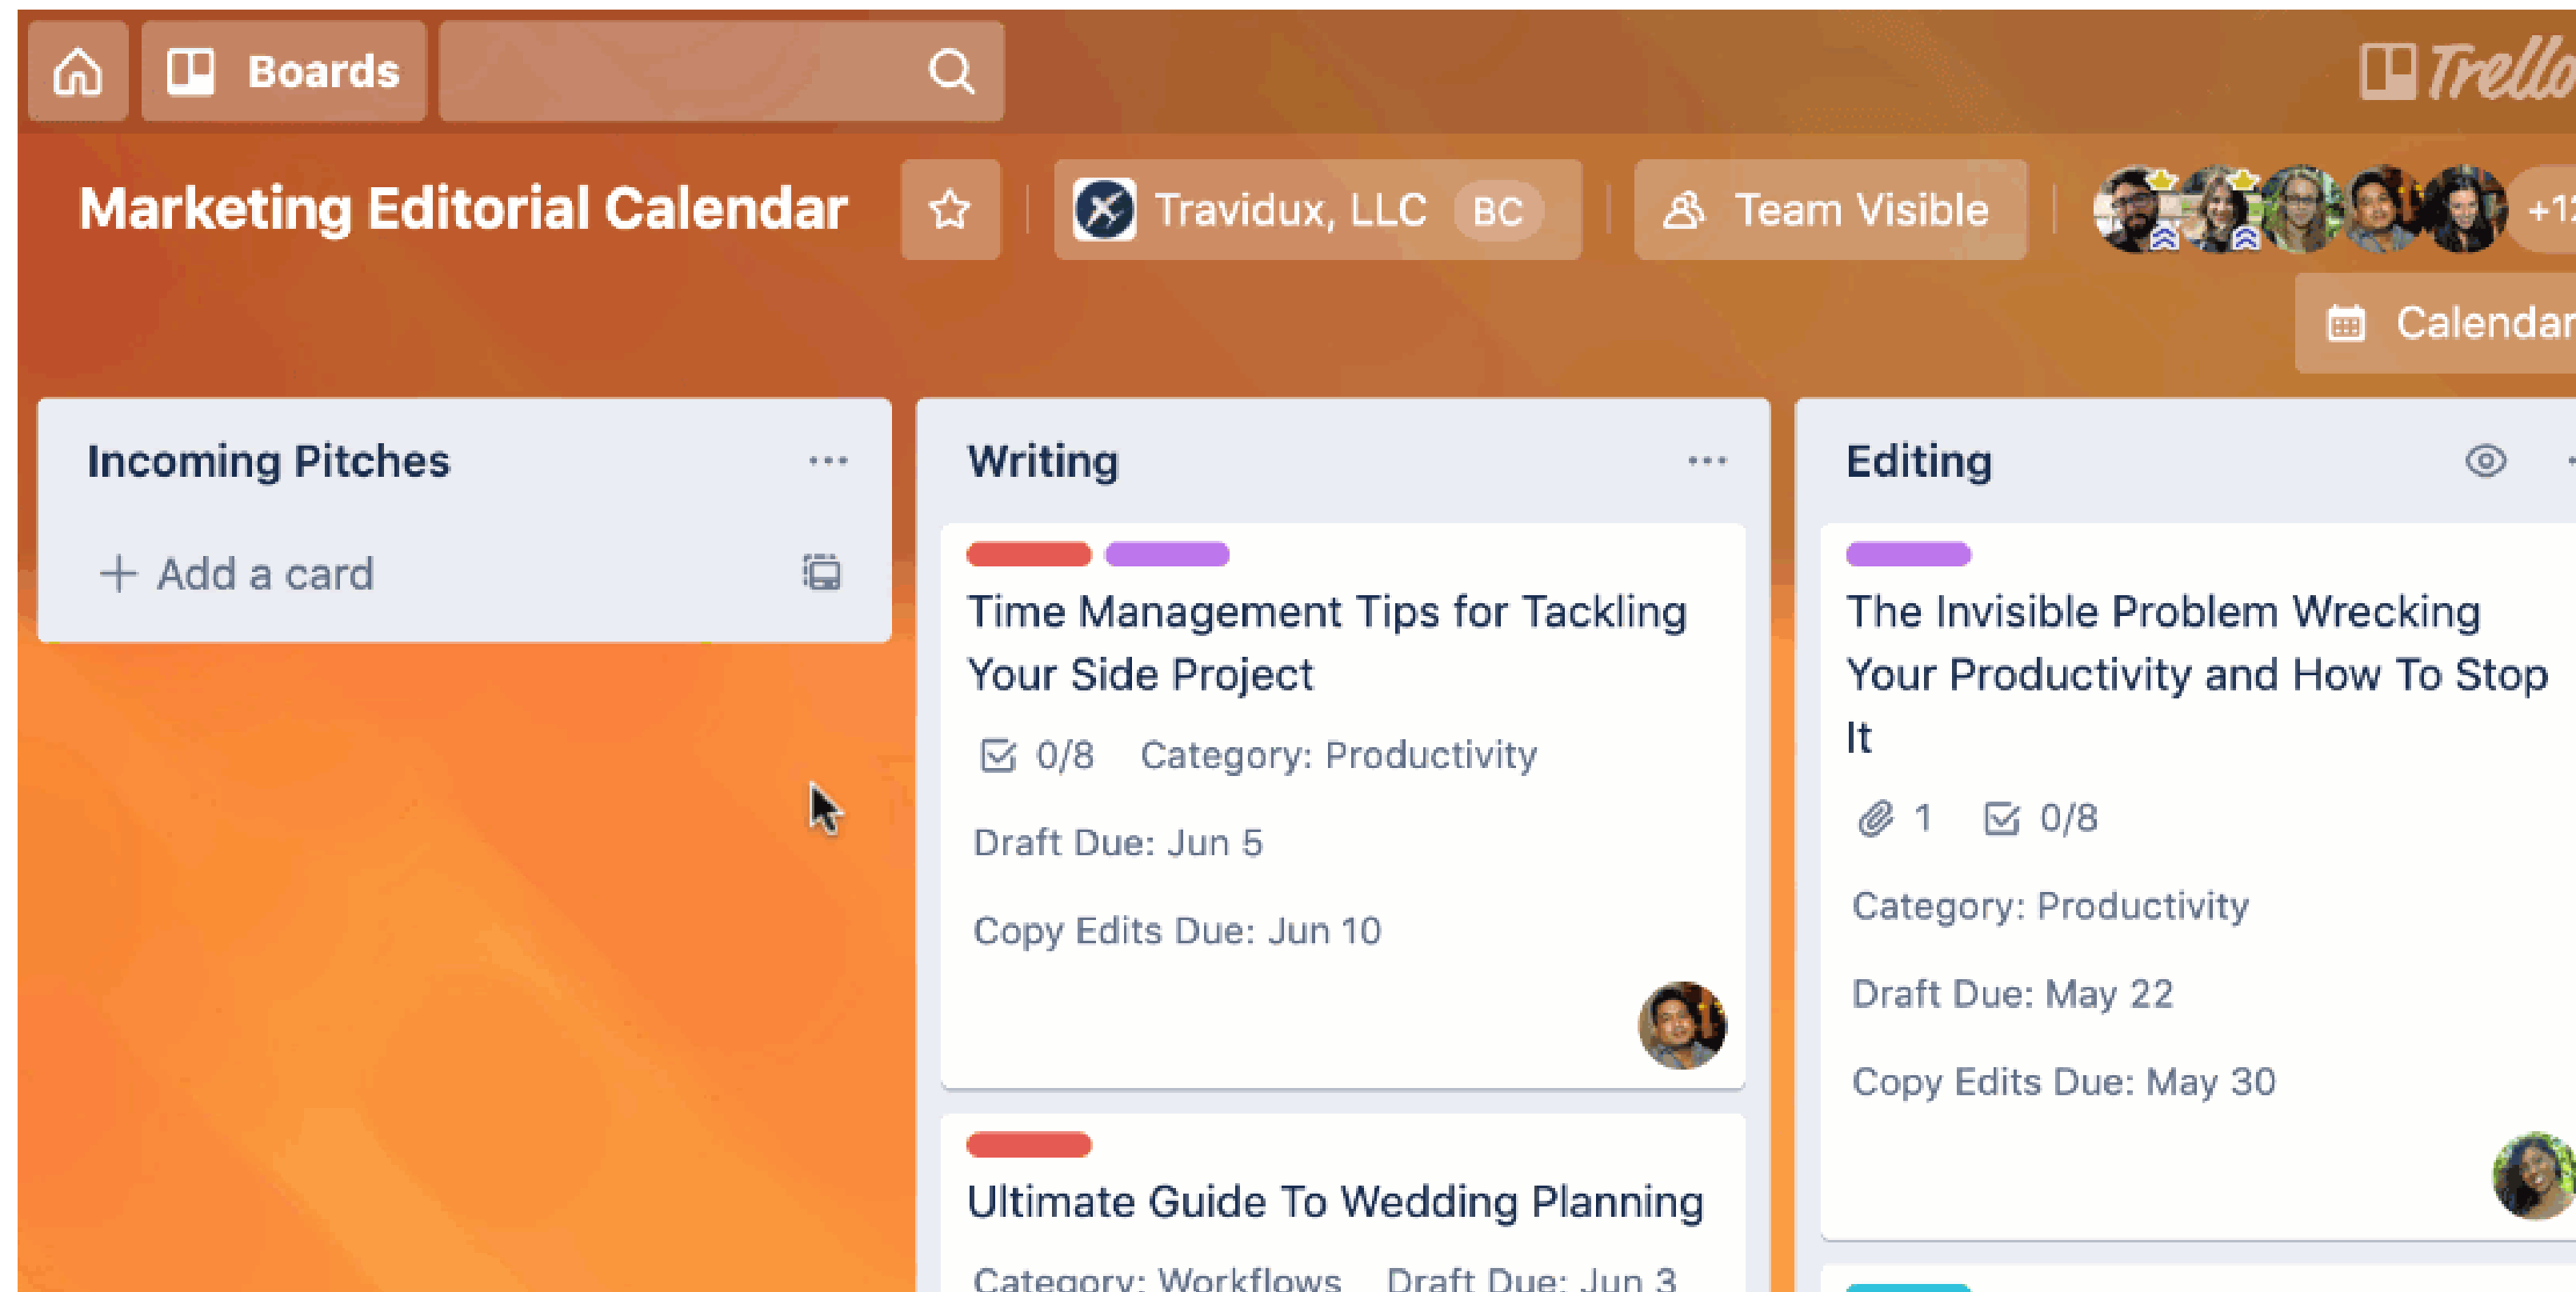 Boards
Trello
Marketing Editorial Calendar
Travidux, LLC BC
Team Visible
Calendar
Incoming Pitches
Add a card
Writing
Time Management Tips for Tackling
Your Side Project
0/8 Category: Productivity
Draft Due: Jun 5
Copy Edits Due: Jun 10
Ultimate Guide To Wedding Planning
Category: Workflows Draft Due: Jun 3
Editing
The Invisible Problem Wrecking
Your Productivity and How To Stop
It
1 0/8
Category: Productivity
Draft Due: May 22
Copy Edits Due: May 30